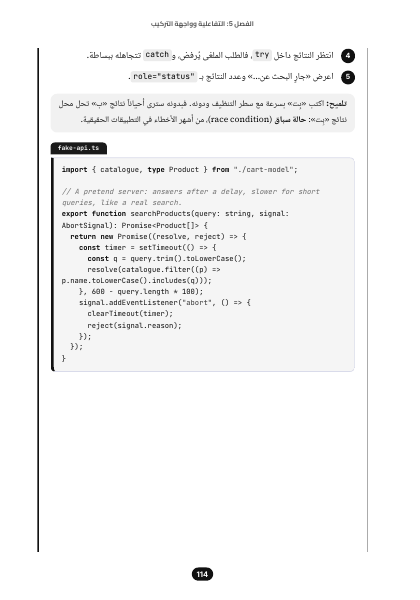 الفصل 5: التفاعلية وواجهة التركيب
4 انتظر النتائج داخل try، فالطلب الملغى يُرفض، وcatch تتجاهله ببساطة.
5 اعرض «جارٍ البحث عن…» وعدد النتائج بـ role="status".
تلميح: اكتب «بِت» بسرعة مع سطر التنظيف ودونه. فبدونه سترى أحياناً نتائج «ب» تحل محل
نتائج «بت»: حالة سباق (race condition)، من أشهر الأخطاء في التطبيقات الحقيقية.
fake-api.ts
import { catalogue, type Product } from "./cart-model";
// A pretend server: answers after a delay, slower for short
queries, like a real search.
export function searchProducts(query: string, signal:
AbortSignal): Promise<Product[]> {
  return new Promise((resolve, reject) => {
    const timer = setTimeout(() => {
      const q = query.trim().toLowerCase();
      resolve(catalogue.filter((p) =>
p.name.toLowerCase().includes(q)));
    }, 600 - query.length * 100);
    signal.addEventListener("abort", () => {
      clearTimeout(timer);
      reject(signal.reason);
    });
  });
}
114